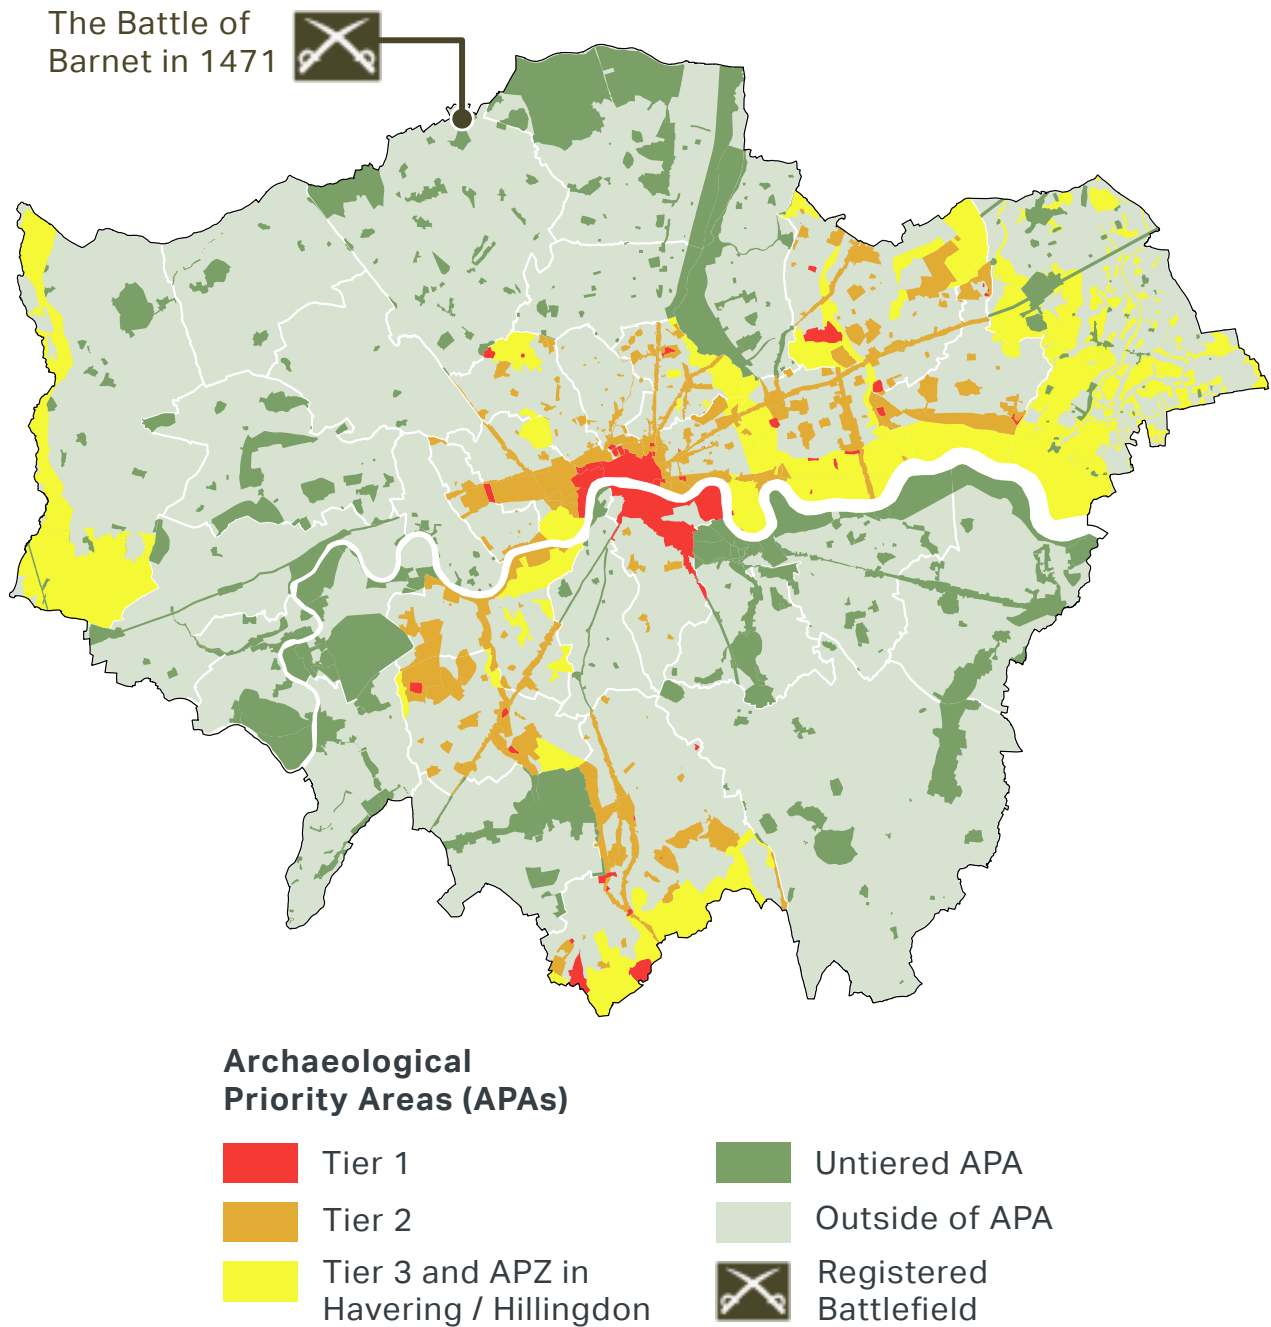 The Battle of
Barnet in 1471
Archaeological
Priority Areas (APAs)
Tier 1
Tier 2
Tier 3 and APZ in
Havering / Hillingdon
Untiered APA
Outside of APA
Registered
Battlefield